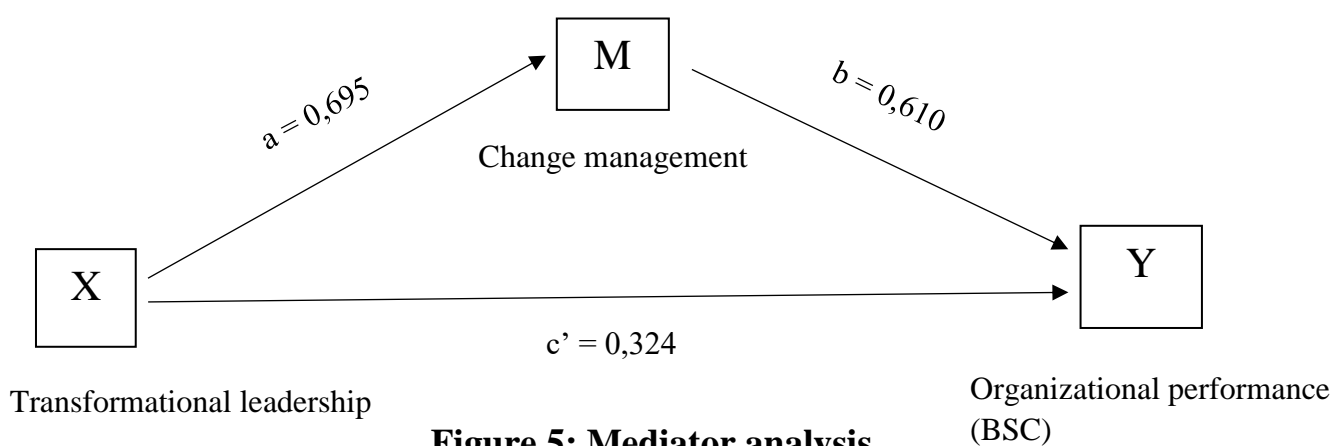 M
a = 0,695
b = 0,610
Change management
X
Y
c’ = 0,324
Transformational leadership
Organizational performance
(BSC)
Figure 5: Mediator analysis